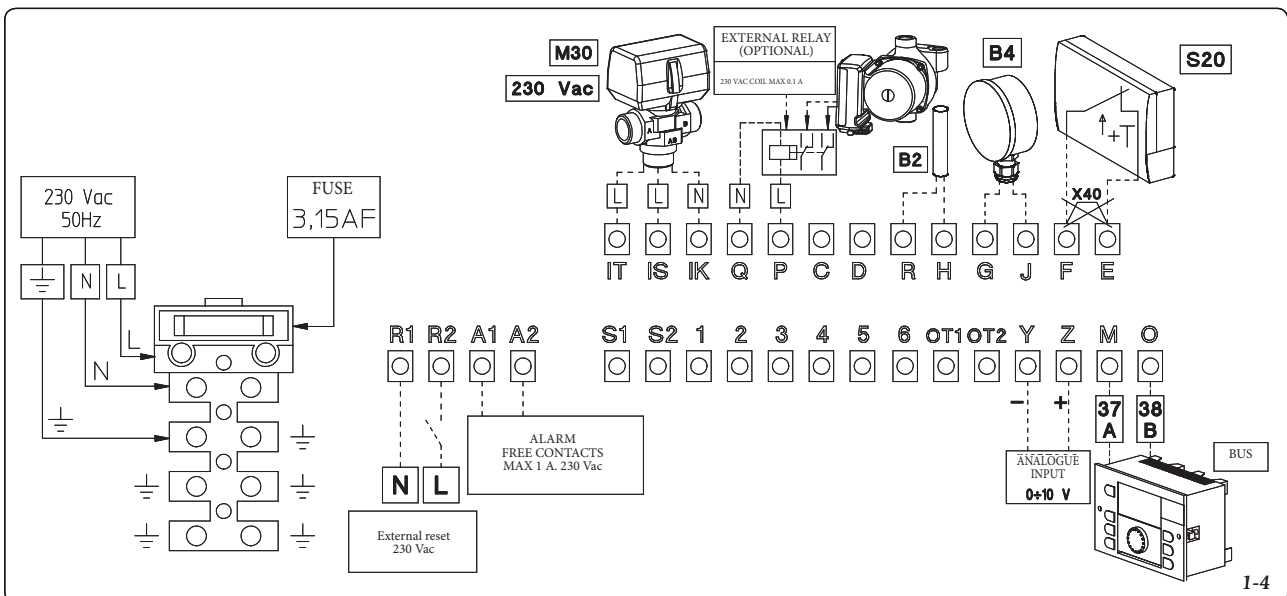 M30
230 Vac
EXTERNAL RELAY
(OPTIONAL)
230 VAC COIL MAX 0.1 A
A
B
AB
B2
B4
S20
+T
X40
L
L
N
N
L
IT IS IK Q P C D R H G J F E
230 Vac
50Hz
N
L
FUSE
3,15AF
L
N
R1 R2 A1 A2 S1 S2 1 2 3 4 5 6 OT1 OT2 Y Z M O
- +
37
A
38
B
N
L
External reset
230 Vac
ALARM
FREE CONTACTS
MAX 1 A. 230 Vac
ANALOGUE
INPUT
0÷10 V
BUS
1-4